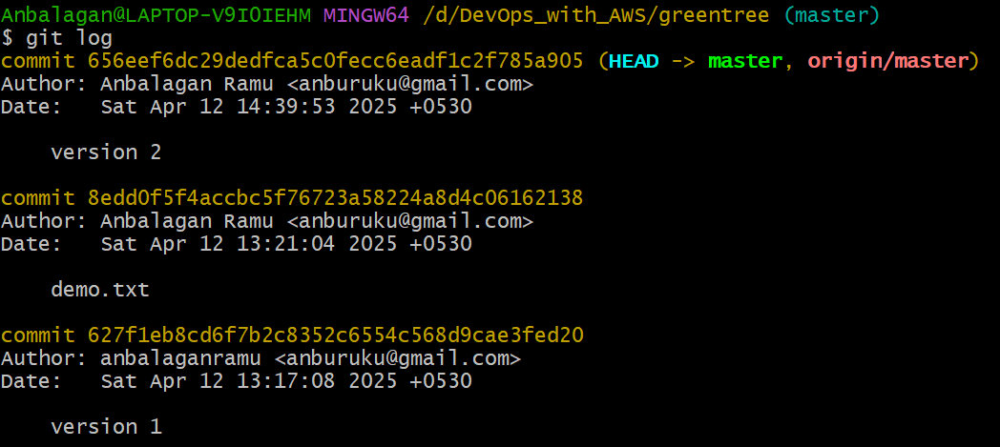 Anbalagan@LAPTOP-V9I0IEHM MINGW64 /d/DevOps_with_AWS/greentree (master)
$ git log
commit 656eef6dc29dedfca5c0fecc6eadf1c2f785a905 (HEAD -> master, origin/master)
Author: Anbalagan Ramu <anburuku@gmail.com>
Date:   Sat Apr 12 14:39:53 2025 +0530
    version 2
commit 8edd0f5f4accbc5f76723a58224a8d4c06162138
Author: Anbalagan Ramu <anburuku@gmail.com>
Date:   Sat Apr 12 13:21:04 2025 +0530
    demo.txt
commit 627f1eb8cd6f7b2c8352c6554c568d9cae3fed20
Author: anbalaganramu <anburuku@gmail.com>
Date:   Sat Apr 12 13:17:08 2025 +0530
    version 1